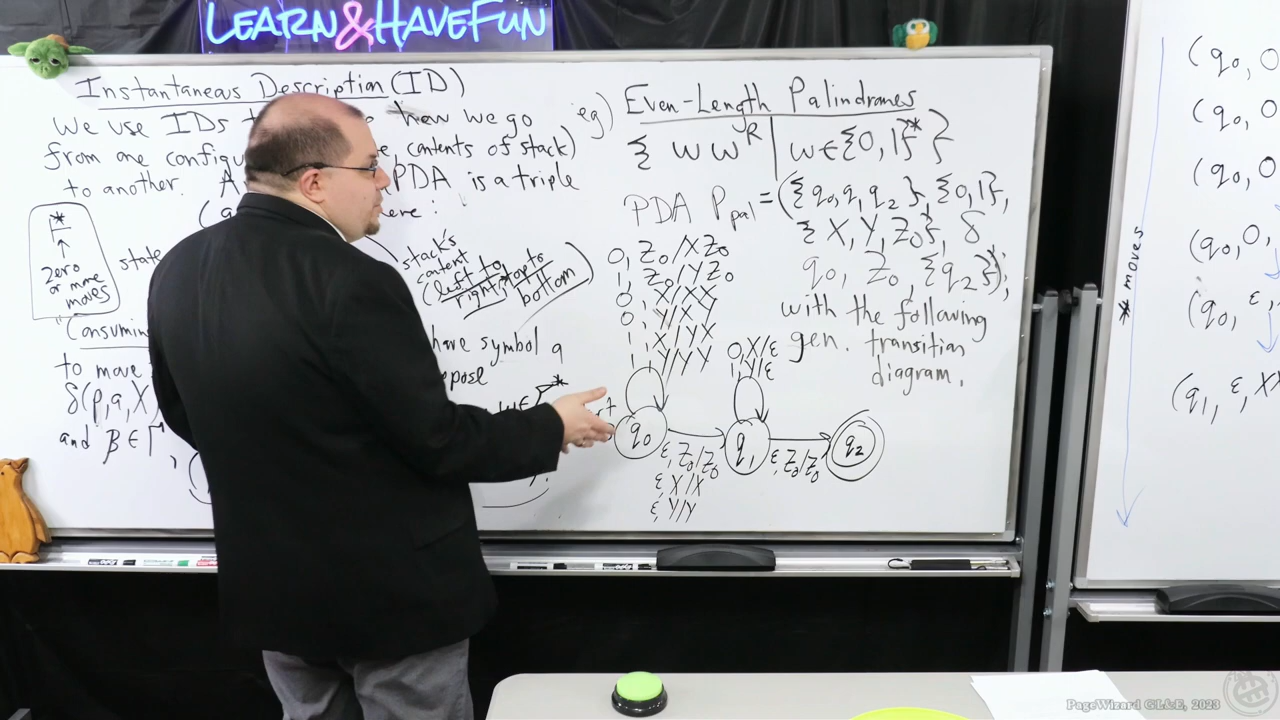 LEARN&HAVEFUN
Instantaneous Description (ID)
We use IDs how we go
from one contents of stack)
to another. PDA is a triple
here:
⊢*
↑
zero
or more
moves
state
stack's
content
(left to
right, top to
bottom)
"Consuming
have symbol a
to move
δ(p,a,X)
and β∈Γ*,
eg) Even-Length Palindromes
{ww^R | w∈{0,1}*}
PDA P_pal = ({q0,q1,q2}, {0,1},
{X,Y,Z0}, δ
q0, Z0, {q2}),
with the following
gen. transition
diagram.
0, Z0/XZ0
1, Z0/YZ0
0, X/XX
0, Y/XY
1, X/YX
1, Y/YY
0, X/ε
1, Y/ε
q0
q1
q2
ε, Z0/Z0
ε, X/X
ε, Y/Y
ε, Z0/Z0
* moves
(q0, 0
(q0, 0
(q0, 0
(q0, 0,
(q0, ε,
(q1, ε, XX
PageWizard GL&E, 2023